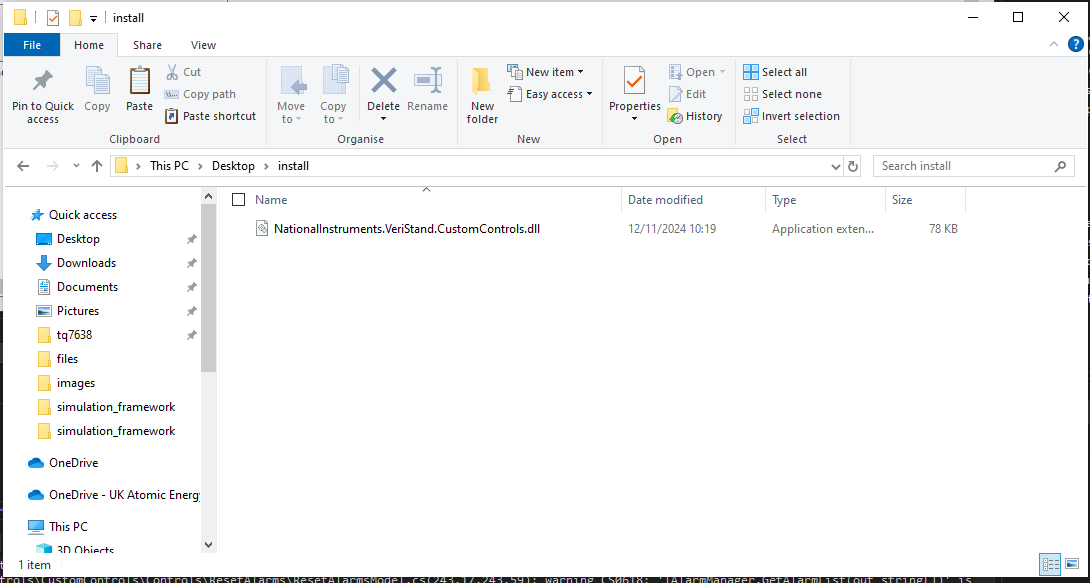 install
File Home Share View
Pin to Quick access
Copy
Paste
Cut
Copy path
Paste shortcut
Clipboard
Move to
Copy to
Delete
Rename
Organise
New folder
New item
Easy access
New
Properties
Open
Edit
History
Open
Select all
Select none
Invert selection
Select
This PC > Desktop > install
Search install
Quick access
Desktop
Downloads
Documents
Pictures
tq7638
files
images
simulation_framework
simulation_framework
OneDrive
OneDrive - UK Atomic Energy
This PC
3D Objects
Name Date modified Type Size
NationalInstruments.VeriStand.CustomControls.dll 12/11/2024 10:19 Application exten... 78 KB
1 item
trols\CustomControls\Controls\ResetAlarms\ResetAlarmsModel.cs(243,17,243,59): warning CS0618: 'IAlarmManager.GetAlarmList(out string[])' is